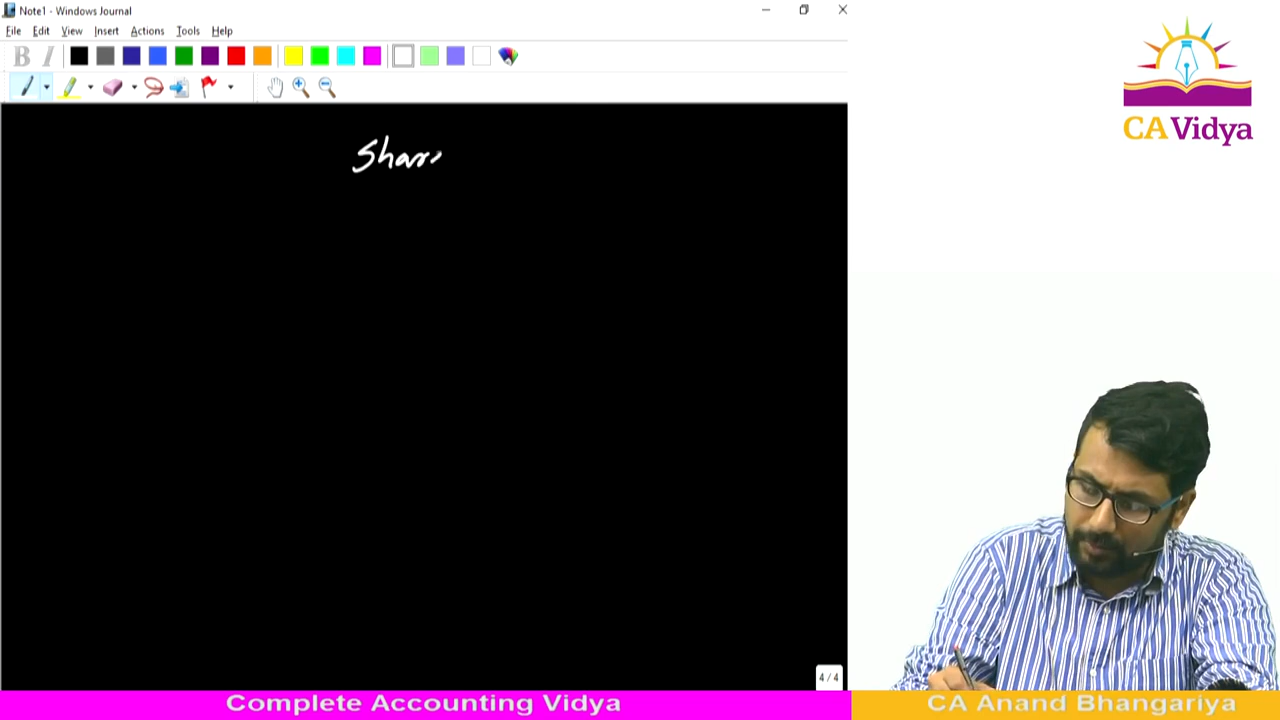 Note1 - Windows Journal
File Edit View Insert Actions Tools Help
B I
Shar
4 / 4
CA Vidya
Complete Accounting Vidya
CA Anand Bhangariya